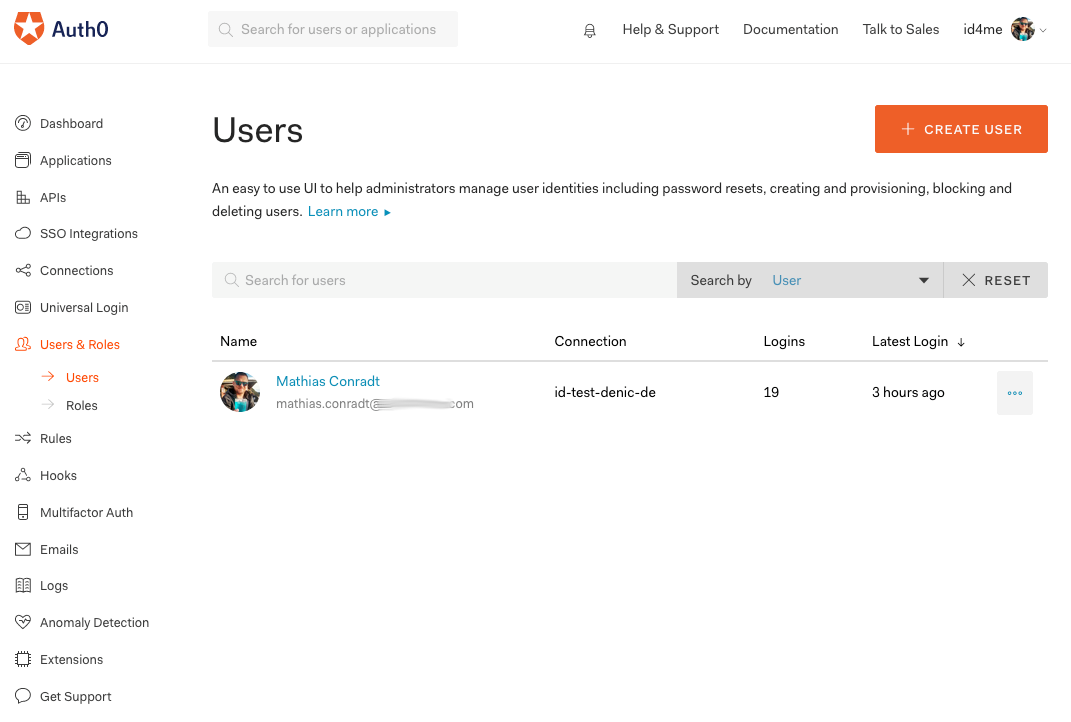 Auth0
Search for users or applications
Help & Support
Documentation
Talk to Sales
id4me
Dashboard
Applications
APIs
SSO Integrations
Connections
Universal Login
Users & Roles
Users
Roles
Rules
Hooks
Multifactor Auth
Emails
Logs
Anomaly Detection
Extensions
Get Support
Users
CREATE USER
An easy to use UI to help administrators manage user identities including password resets, creating and provisioning, blocking and
deleting users. Learn more
Search for users
Search by User
RESET
Name Connection Logins Latest Login
Mathias Conradt
mathias.conradt@ com
id-test-denic-de
19
3 hours ago